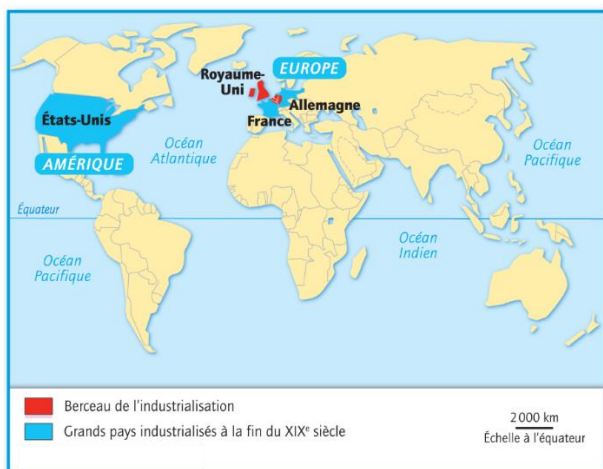 Royaume-
Uni
EUROPE
Allemagne
France
États-Unis
AMÉRIQUE
Océan
Atlantique
Océan
Pacifique
Équateur
Océan
Indien
Océan
Pacifique
Berceau de l'industrialisation
Grands pays industrialisés à la fin du XIXe siècle
2 000 km
Échelle à l'équateur